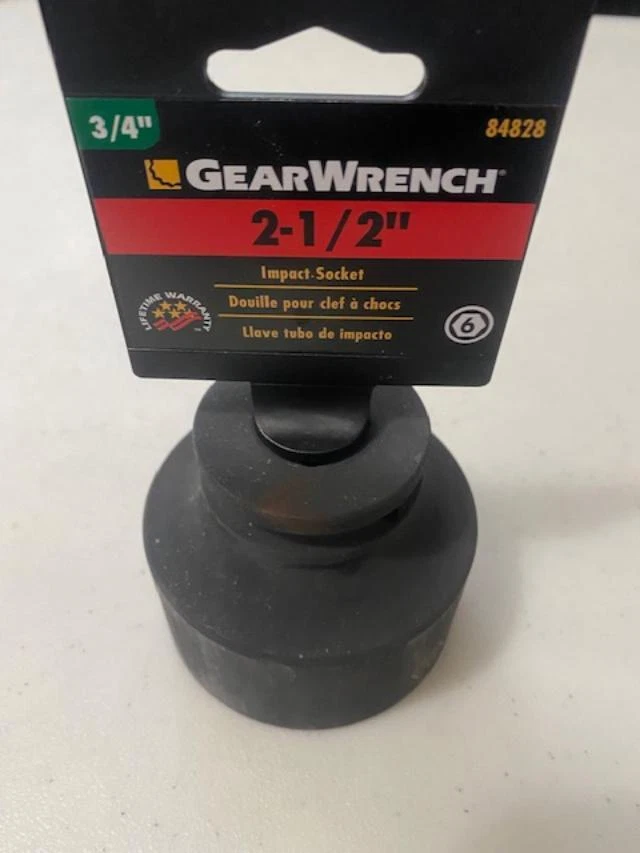 3/4" 84828
GEARWRENCH®
2-1/2"
Impact Socket
Douille pour clef à chocs
Llave tubo de impacto
LIFETIME WARRANTY
6